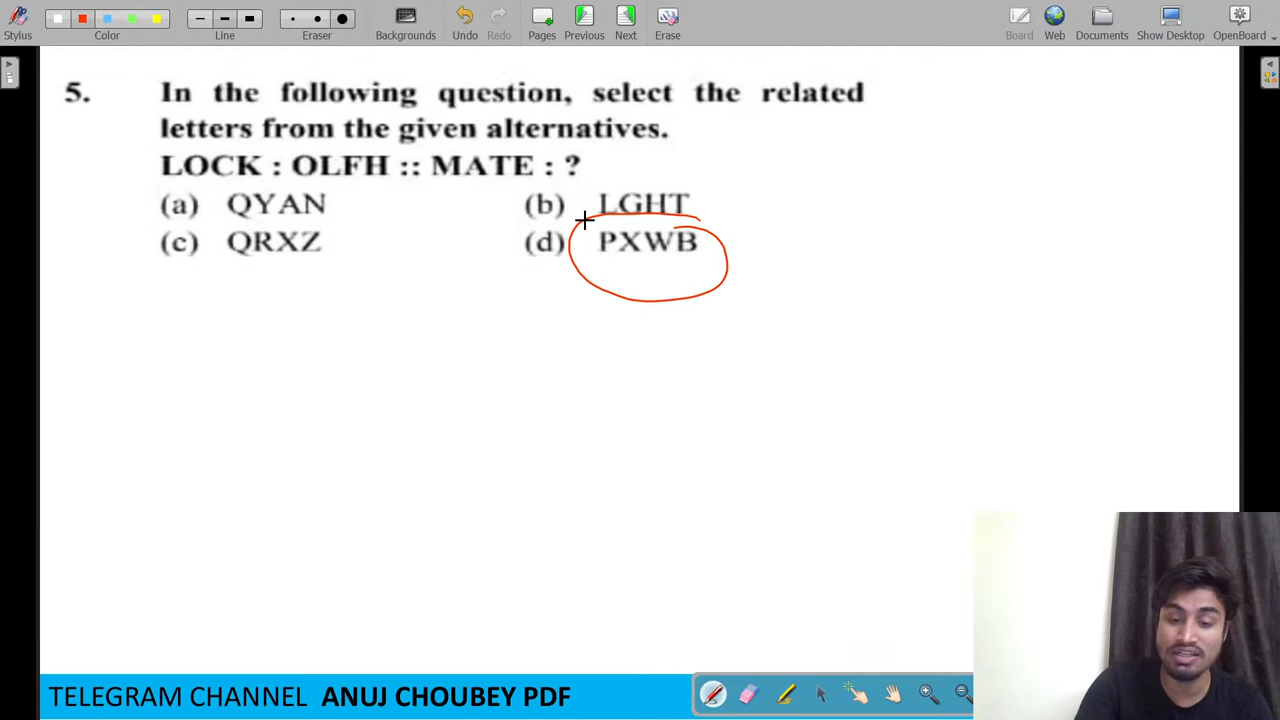 Stylus
Color
Line
Eraser
Backgrounds
Undo
Redo
Pages
Previous
Next
Erase
Board
Web
Documents
Show Desktop
OpenBoard
5. In the following question, select the related
letters from the given alternatives.
LOCK : OLFH :: MATE : ?
(a) QYAN (b) LGHT
(c) QRXZ (d) PXWB
TELEGRAM CHANNEL ANUJ CHOUBEY PDF